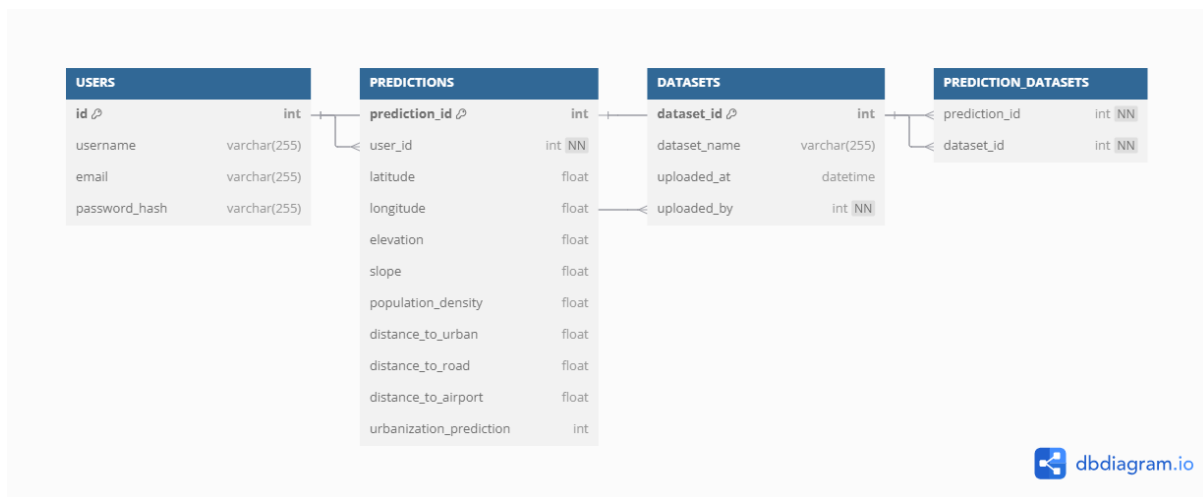 USERS
id int
username varchar(255)
email varchar(255)
password_hash varchar(255)
PREDICTIONS
prediction_id int
user_id int NN
latitude float
longitude float
elevation float
slope float
population_density float
distance_to_urban float
distance_to_road float
distance_to_airport float
urbanization_prediction int
DATASETS
dataset_id int
dataset_name varchar(255)
uploaded_at datetime
uploaded_by int NN
PREDICTION_DATASETS
prediction_id int NN
dataset_id int NN
dbdiagram.io